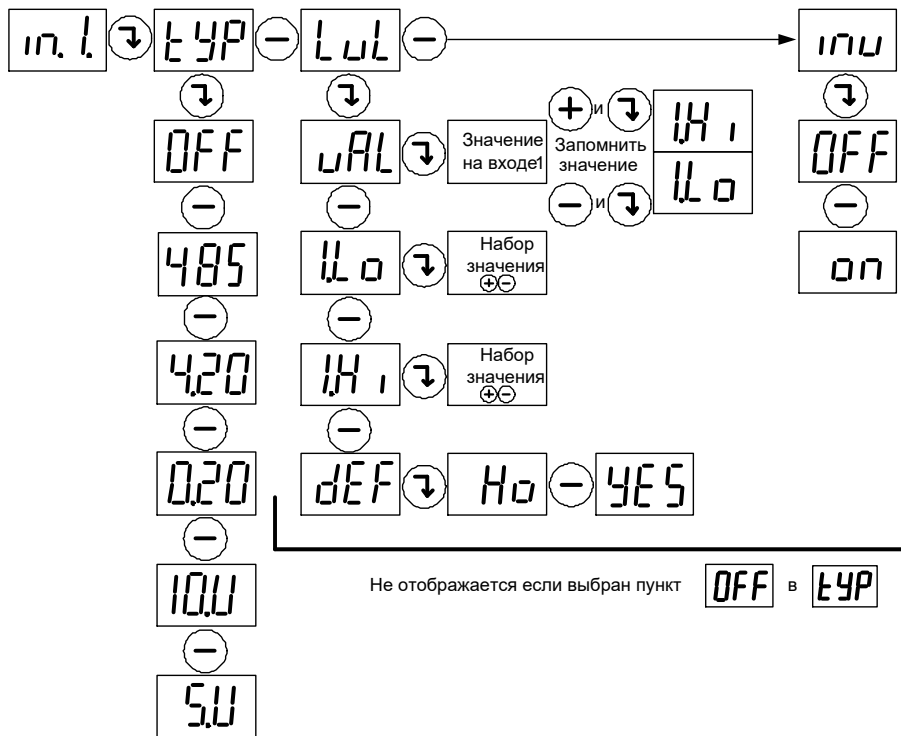 in.1. tYP LuL inu
OFF uAL Значение на входе1 + и Запомнить значение − и 1.Hi 1.Lo OFF
485 1.Lo Набор значения +− on
4.20 1.Hi Набор значения +−
0.20 dEF Ho YES
Не отображается если выбран пункт OFF в tYP
10.U
5.U